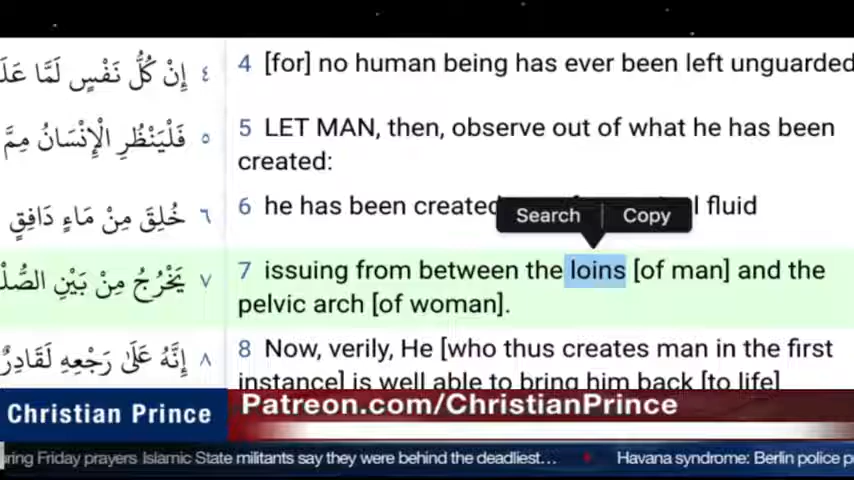 إِنْ كُلُّ نَفْسٍ لَمَّا ٤
4 [for] no human being has ever been left unguarded
فَلْيَنْظُرِ الْإِنْسَانُ مِمَّ ٥
5 LET MAN, then, observe out of what he has been
created:
خُلِقَ مِنْ مَاءٍ دَافِقٍ ٦
6 he has been created fluid
Search | Copy
يَخْرُجُ مِنْ بَيْنِ ٧
7 issuing from between the loins [of man] and the
pelvic arch [of woman].
إِنَّهُ عَلَىٰ رَجْعِهِ لَقَادِرٌ ٨
8 Now, verily, He [who thus creates man in the first
instance] is well able to bring him back [to life]
Christian Prince
Patreon.com/ChristianPrince
Friday prayers Islamic State militants say they were behind the deadliest... Havana syndrome: Berlin police